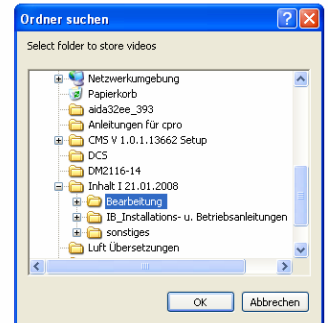 Ordner suchen
Select folder to store videos
Netzwerkumgebung
Papierkorb
aida32ee_393
Anleitungen für cpro
CMS V 1.0.1.13662 Setup
DCS
DM2116-14
Inhalt I 21.01.2008
Bearbeitung
IB_Installations- u. Betriebsanleitungen
sonstiges
Luft Übersetzungen
OK
Abbrechen